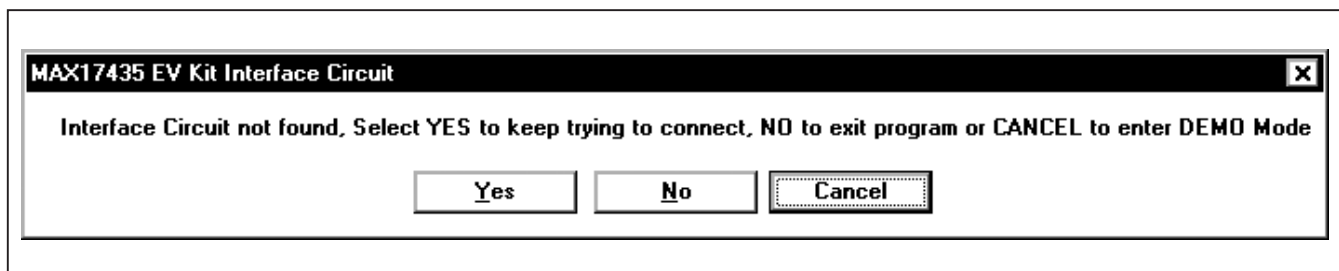 MAX17435 EV Kit Interface Circuit
Interface Circuit not found, Select YES to keep trying to connect, NO to exit program or CANCEL to enter DEMO Mode
Yes No Cancel